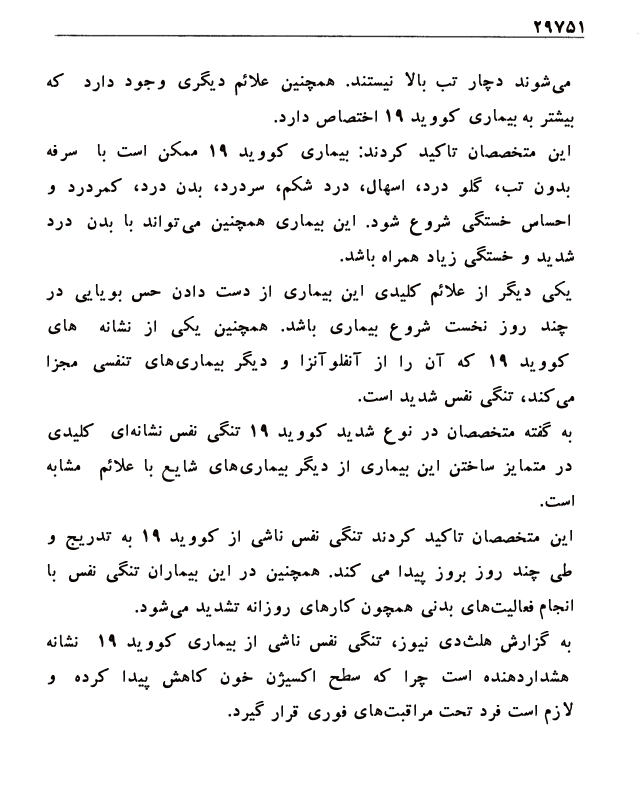 ۲۹۷۵۱
می‌شوند دچار تب بالا نیستند. همچنین علائم دیگری وجود دارد که
بیشتر به بیماری کووید ۱۹ اختصاص دارد.
این متخصصان تاکید کردند: بیماری کووید ۱۹ ممکن است با سرفه
بدون تب، گلو درد، اسهال، درد شکم، سردرد، بدن درد، کمردرد و
احساس خستگی شروع شود. این بیماری همچنین می‌تواند با بدن درد
شدید و خستگی زیاد همراه باشد.
یکی دیگر از علائم کلیدی این بیماری از دست دادن حس بویایی در
چند روز نخست شروع بیماری باشد. همچنین یکی از نشانه های
کووید ۱۹ که آن را از آنفلوآنزا و دیگر بیماری‌های تنفسی مجزا
می‌کند، تنگی نفس شدید است.
به گفته متخصصان در نوع شدید کووید ۱۹ تنگی نفس نشانه‌ای کلیدی
در متمایز ساختن این بیماری از دیگر بیماری‌های شایع با علائم مشابه
است.
این متخصصان تاکید کردند تنگی نفس ناشی از کووید ۱۹ به تدریج و
طی چند روز بروز پیدا می کند. همچنین در این بیماران تنگی نفس با
انجام فعالیت‌های بدنی همچون کارهای روزانه تشدید می‌شود.
به گزارش هلث‌دی نیوز، تنگی نفس ناشی از بیماری کووید ۱۹ نشانه
هشداردهنده است چرا که سطح اکسیژن خون کاهش پیدا کرده و
لازم است فرد تحت مراقبت‌های فوری قرار گیرد.